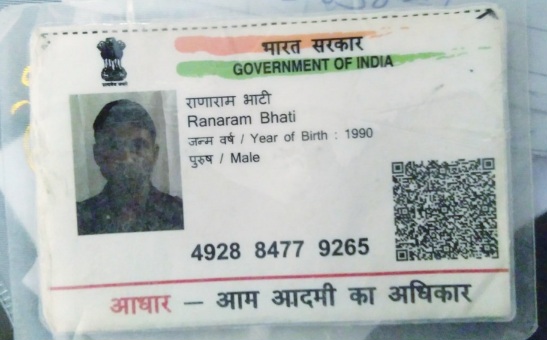 भारत सरकार
GOVERNMENT OF INDIA
राणाराम भाटी
Ranaram Bhati
जन्म वर्ष / Year of Birth : 1990
पुरुष / Male
4928 8477 9265
आधार — आम आदमी का अधिकार